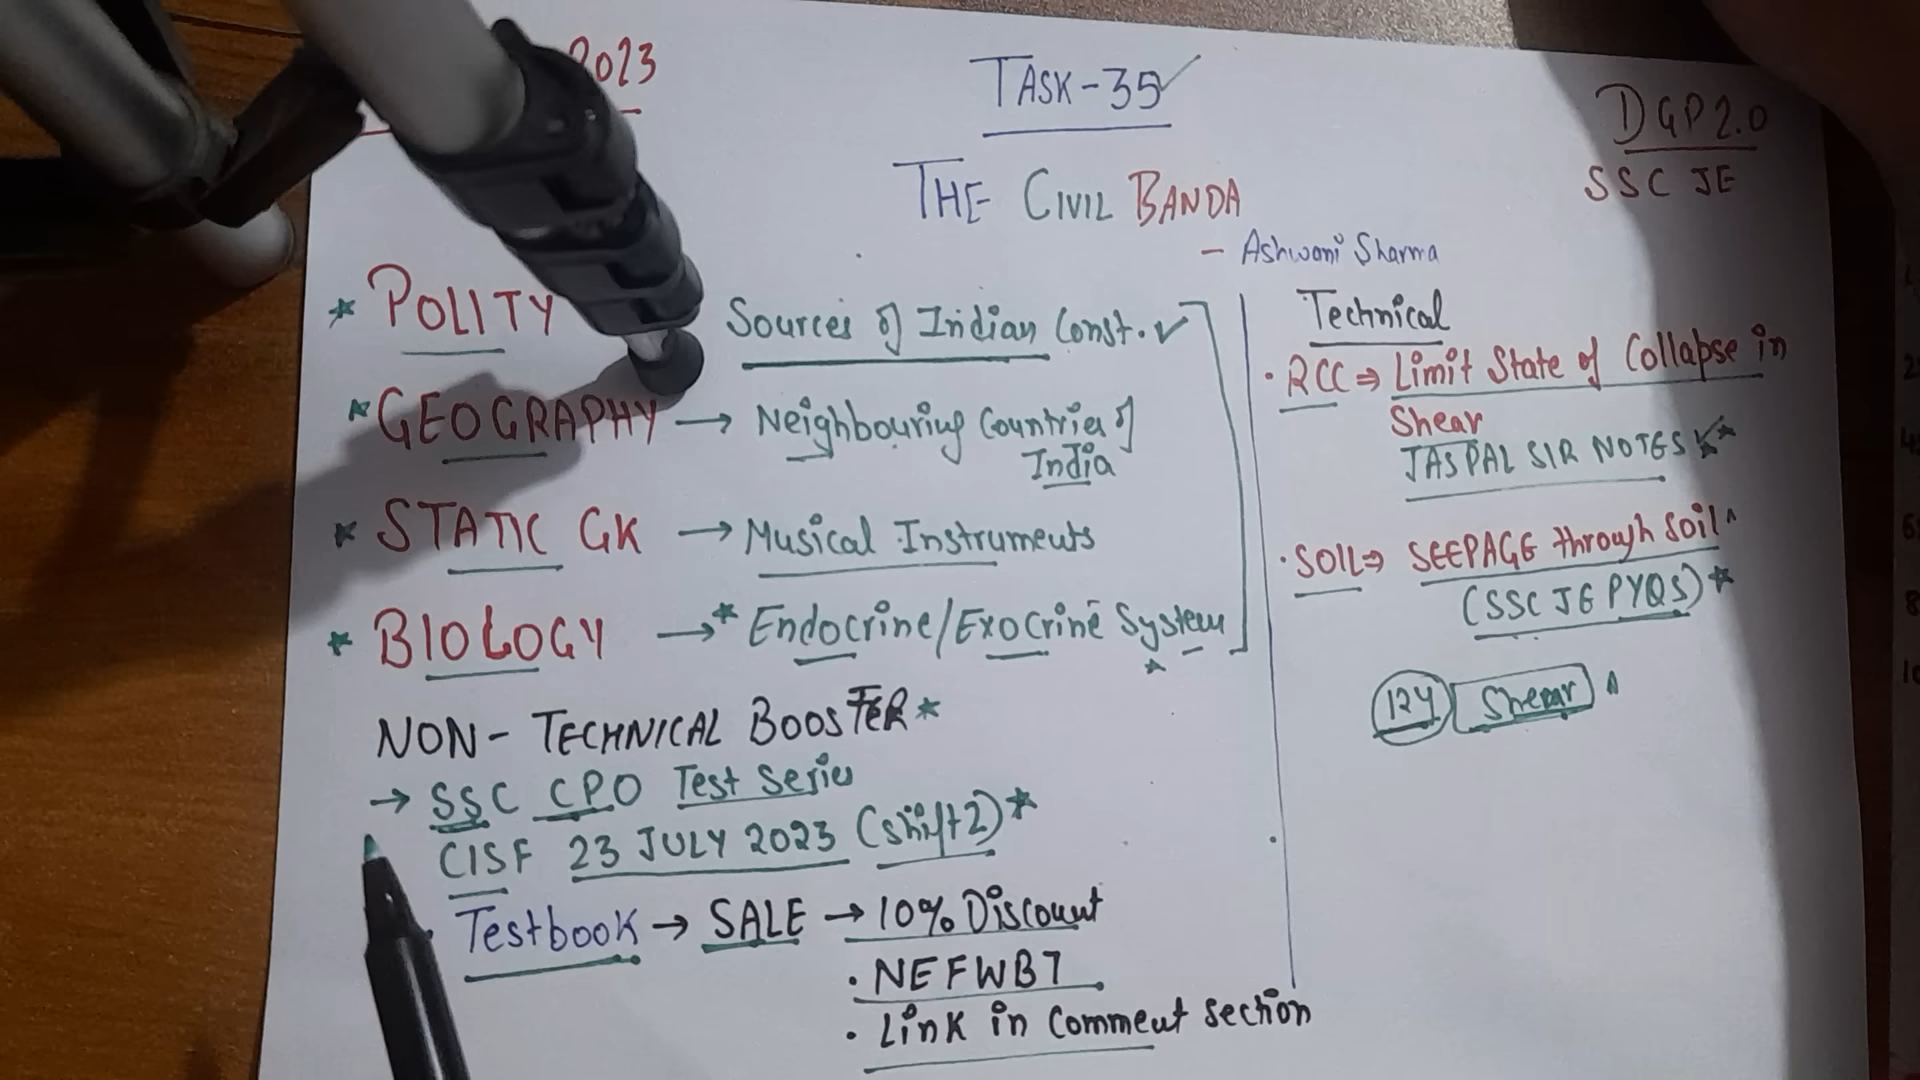 2023
TASK-35
DGP2.0
SSC JE
THE CIVIL BANDA
- Ashwani Sharma
* POLITY Sources of Indian Const.
* GEOGRAPHY → Neighbouring Countries of
India
* STATIC GK → Musical Instruments
* BIOLOGY →* Endocrine/Exocrine System
NON-TECHNICAL BOOSTER*
→ SSC CPO Test Series
CISF 23 JULY 2023 (Shift 2)*
Testbook → SALE → 10% Discount
· NEFWB7
· Link in Comment section
Technical
· RCC ⇒ Limit State of Collapse in
Shear
JASPAL SIR NOTES
· SOIL ⇒ SEEPAGE through soil
(SSC JE PYQS)*
Shear